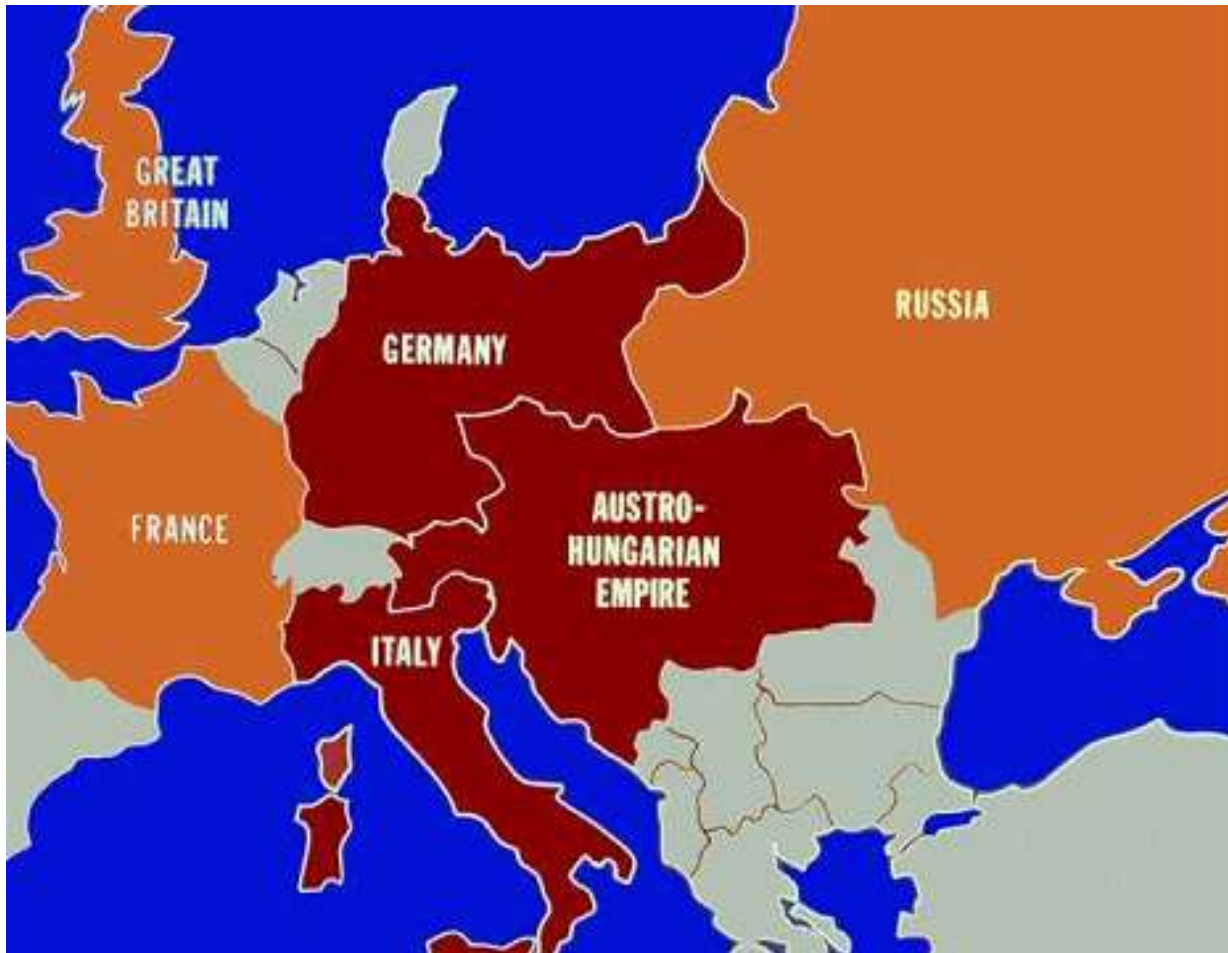 GREAT
BRITAIN
RUSSIA
GERMANY
AUSTRO-
HUNGARIAN
EMPIRE
FRANCE
ITALY